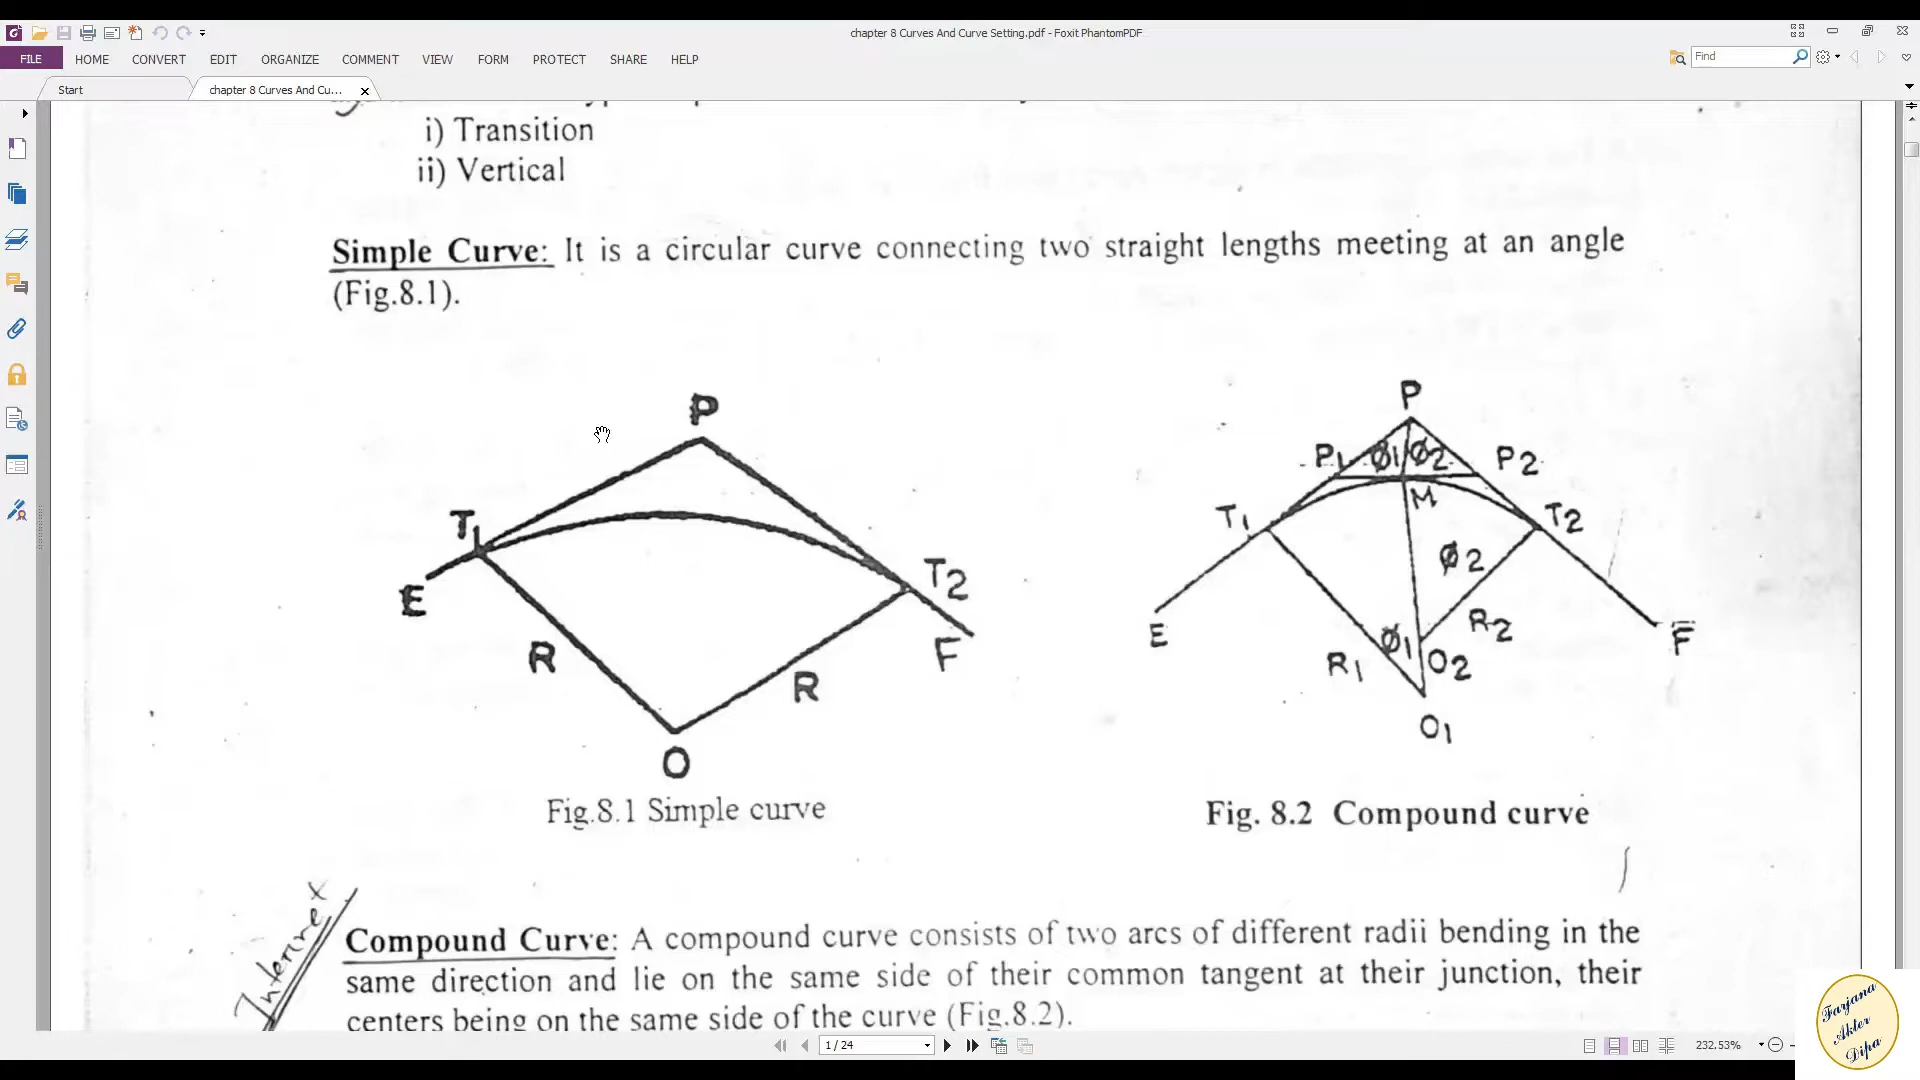 chapter 8 Curves And Curve Setting.pdf - Foxit PhantomPDF
FILE HOME CONVERT EDIT ORGANIZE COMMENT VIEW FORM PROTECT SHARE HELP
Find
Start
chapter 8 Curves And Cu...
i) Transition
ii) Vertical
Simple Curve: It is a circular curve connecting two straight lengths meeting at an angle
(Fig.8.1).
P
T1
E
T2
F
R
R
O
Fig.8.1 Simple curve
P
P1 Ø1 Ø2 P2
M
T1
T2
Ø2
E
R2
F
Ø1
R1
O2
O1
Fig. 8.2 Compound curve
Compound Curve: A compound curve consists of two arcs of different radii bending in the
same direction and lie on the same side of their common tangent at their junction, their
centers being on the same side of the curve (Fig.8.2).
1 / 24
232.53%
Farjana
Akter
Dipa